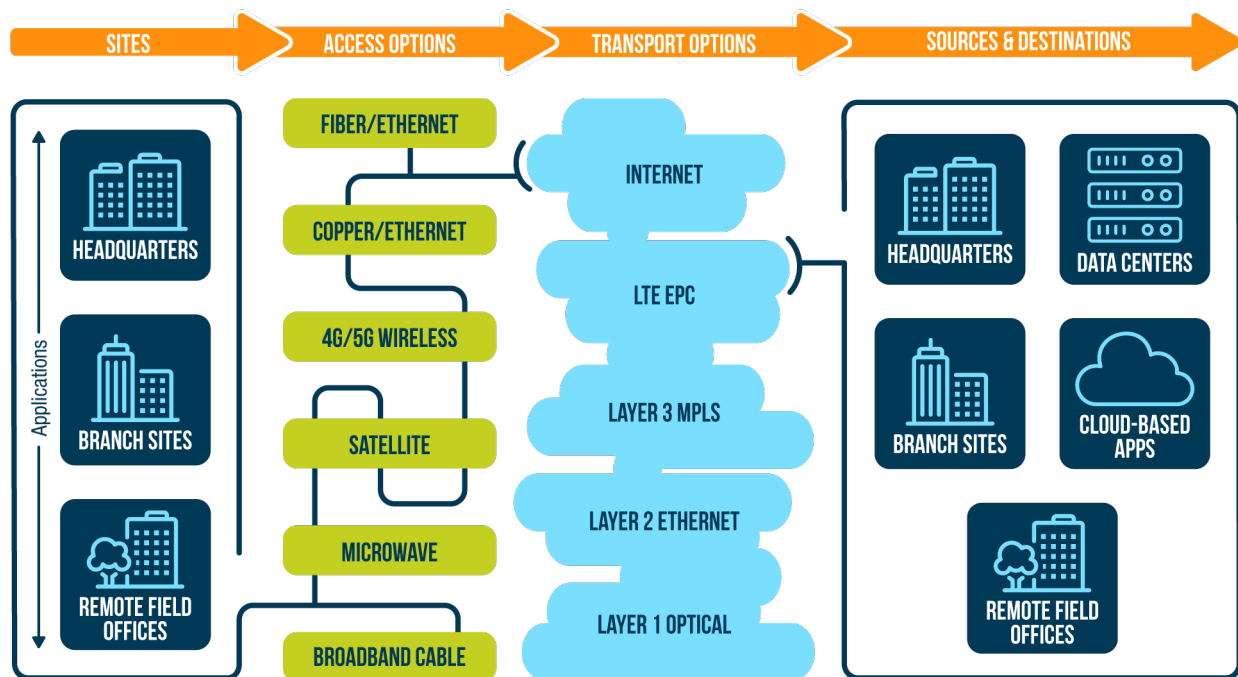 SITES
ACCESS OPTIONS
TRANSPORT OPTIONS
SOURCES & DESTINATIONS
Applications
HEADQUARTERS
BRANCH SITES
REMOTE FIELD
OFFICES
FIBER/ETHERNET
COPPER/ETHERNET
4G/5G WIRELESS
SATELLITE
MICROWAVE
BROADBAND CABLE
INTERNET
LTE EPC
LAYER 3 MPLS
LAYER 2 ETHERNET
LAYER 1 OPTICAL
HEADQUARTERS
DATA CENTERS
BRANCH SITES
CLOUD-BASED
APPS
REMOTE FIELD
OFFICES